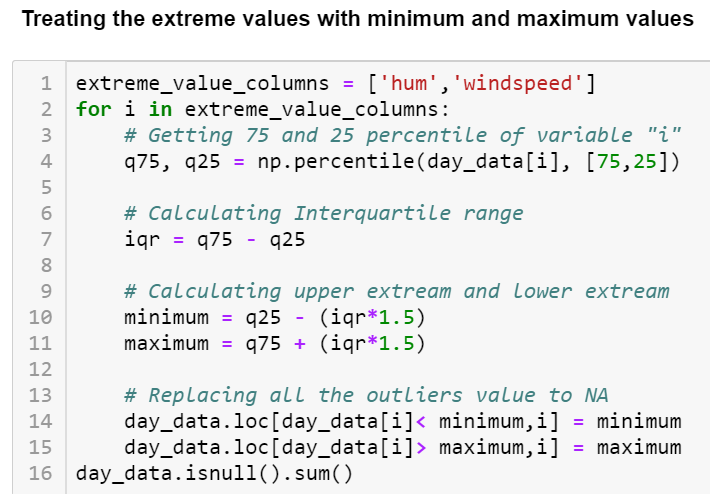 Treating the extreme values with minimum and maximum values
1 extreme_value_columns = ['hum','windspeed']
2 for i in extreme_value_columns:
3     # Getting 75 and 25 percentile of variable "i"
4     q75, q25 = np.percentile(day_data[i], [75,25])
5
6     # Calculating Interquartile range
7     iqr = q75 - q25
8
9     # Calculating upper extream and lower extream
10     minimum = q25 - (iqr*1.5)
11     maximum = q75 + (iqr*1.5)
12
13     # Replacing all the outliers value to NA
14     day_data.loc[day_data[i]< minimum,i] = minimum
15     day_data.loc[day_data[i]> maximum,i] = maximum
16 day_data.isnull().sum()